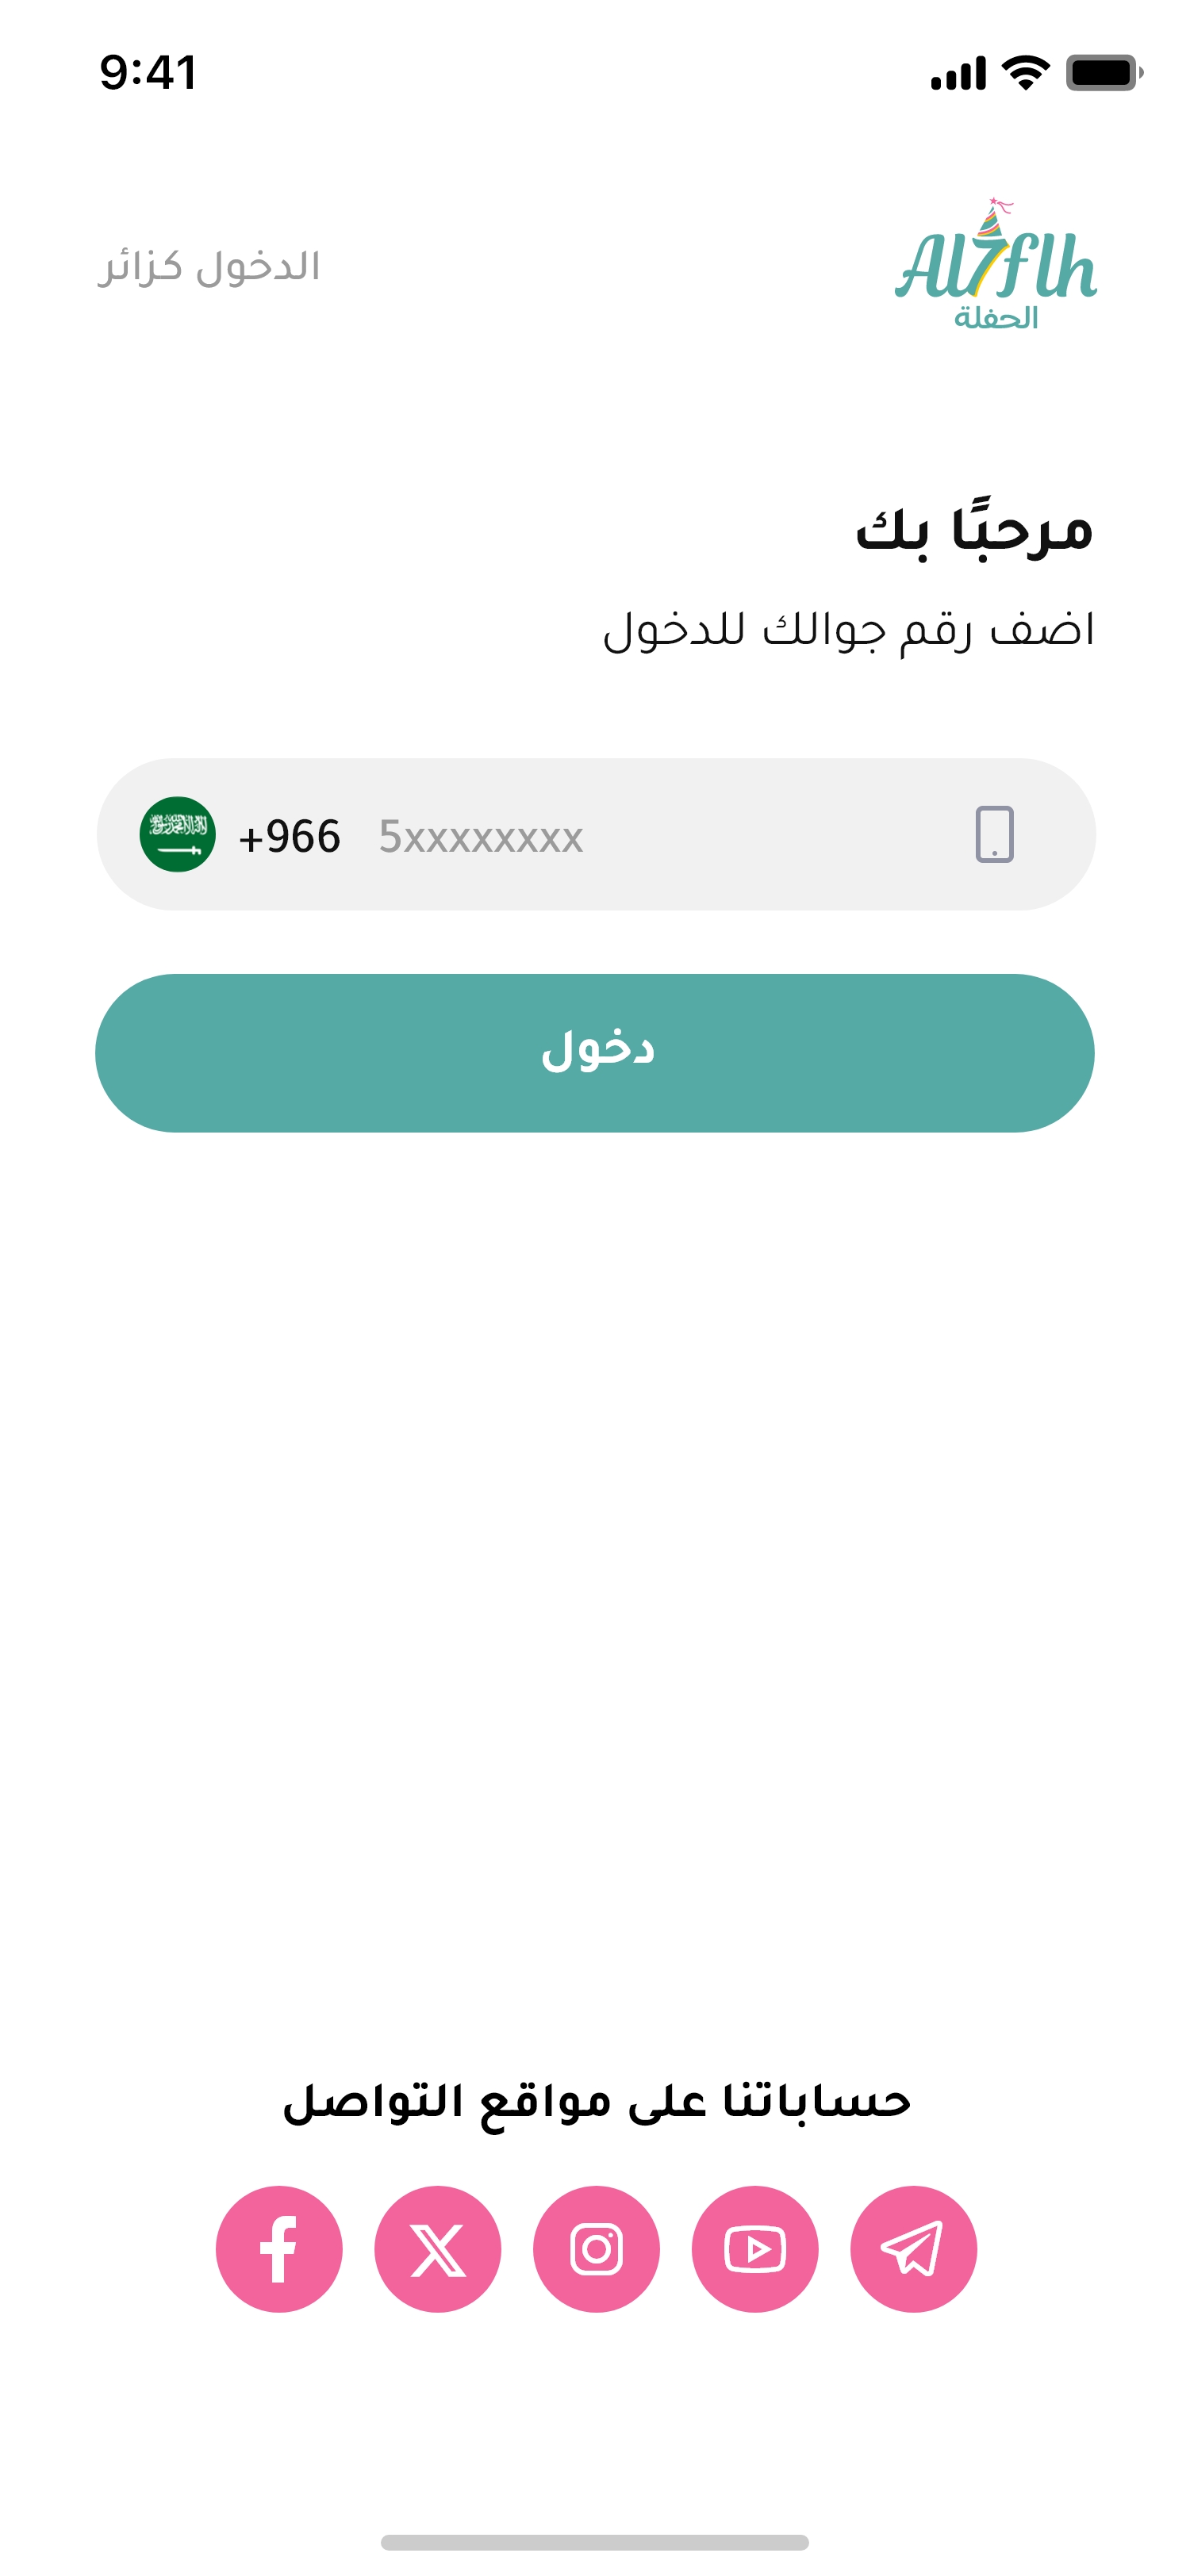 9:41
Al7flh
الحفلة
الدخول كزائر
مرحبًا بك
اضف رقم جوالك للدخول
+966 5xxxxxxxx
دخول
حساباتنا على مواقع التواصل